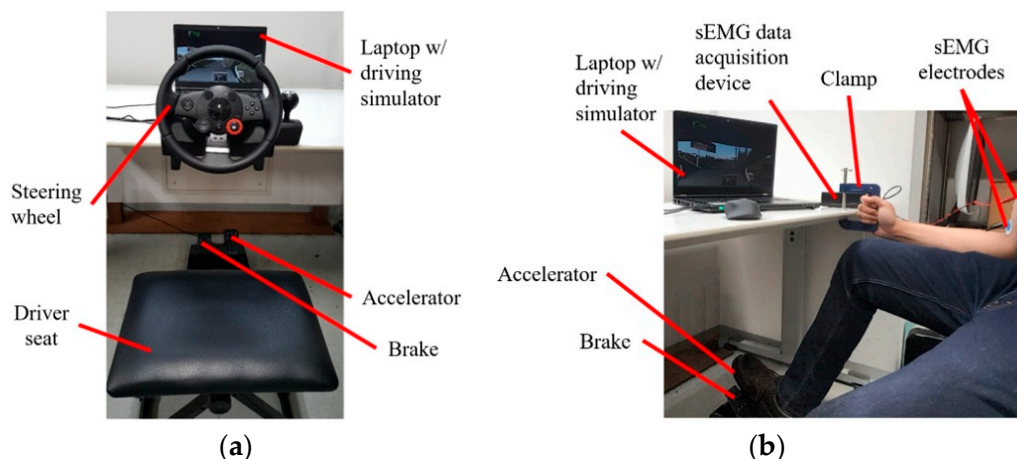 Laptop w/
driving
simulator
Steering
wheel
Accelerator
Driver
seat
Brake
(a)
sEMG data
acquisition
device
sEMG
electrodes
Clamp
Laptop w/
driving
simulator
Accelerator
Brake
(b)